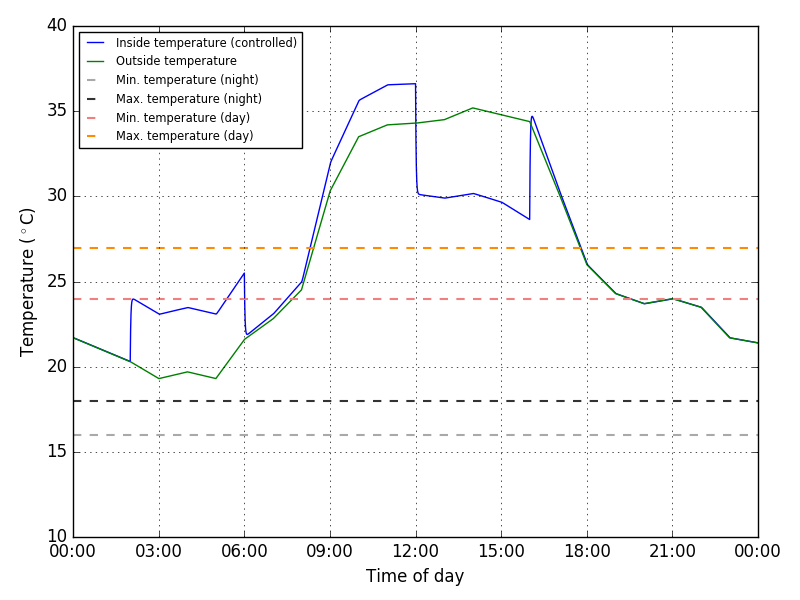 40
35
30
25
20
15
10
Temperature (°C)
Inside temperature (controlled)
Outside temperature
Min. temperature (night)
Max. temperature (night)
Min. temperature (day)
Max. temperature (day)
00:00 03:00 06:00 09:00 12:00 15:00 18:00 21:00 00:00
Time of day